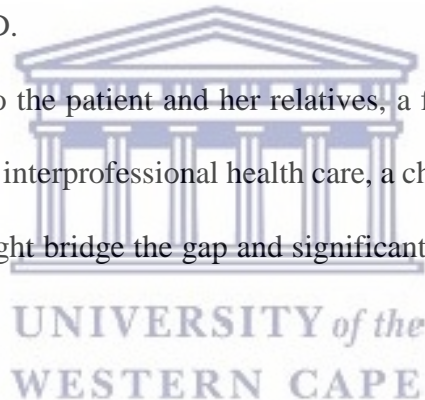 D.
o the patient and her relatives, a f
interprofessional health care, a ch
ght bridge the gap and significant
UNIVERSITY of the
WESTERN CAPE